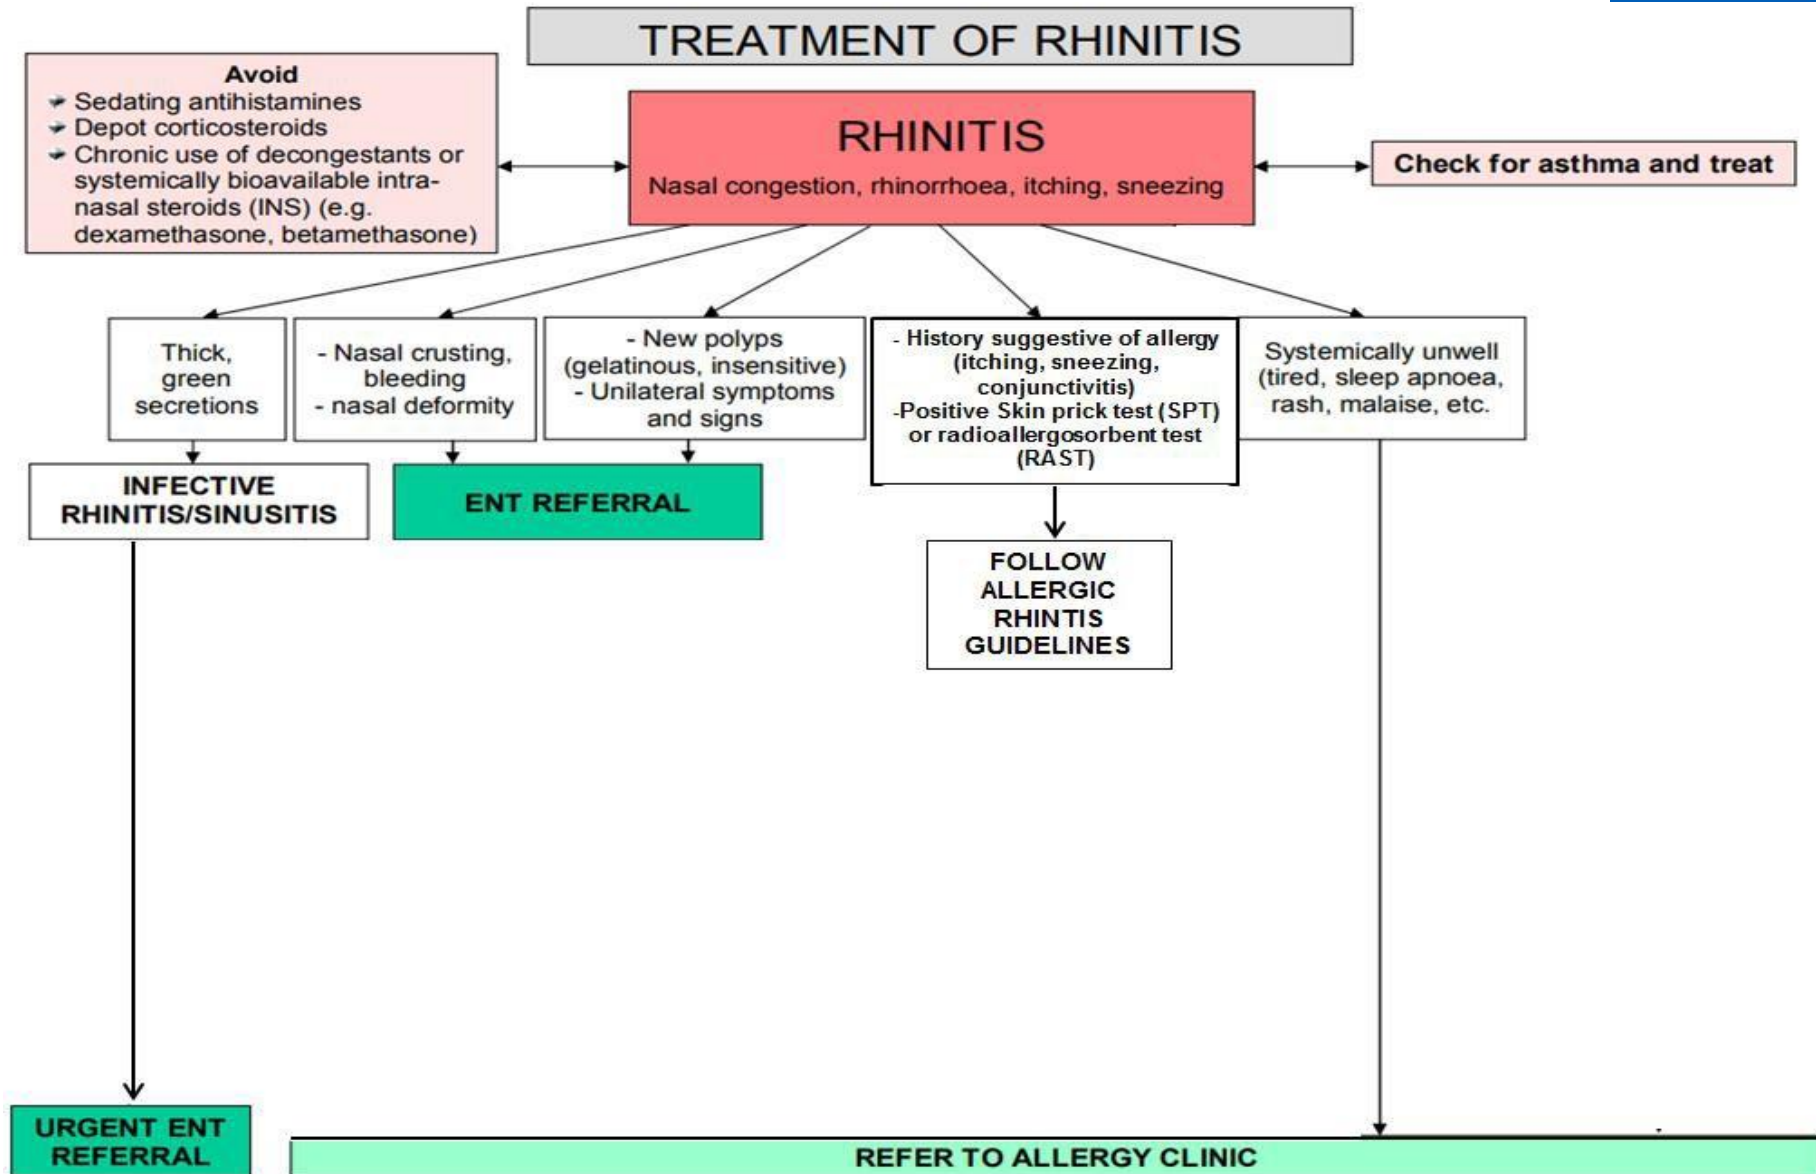 TREATMENT OF RHINITIS
Avoid
Sedating antihistamines
Depot corticosteroids
Chronic use of decongestants or
systemically bioavailable intra-
nasal steroids (INS) (e.g.
dexamethasone, betamethasone)
RHINITIS
Nasal congestion, rhinorrhoea, itching, sneezing
Check for asthma and treat
Thick,
green
secretions
- Nasal crusting,
bleeding
- nasal deformity
- New polyps
(gelatinous, insensitive)
- Unilateral symptoms
and signs
- History suggestive of allergy
(itching, sneezing,
conjunctivitis)
-Positive Skin prick test (SPT)
or radioallergosorbent test
(RAST)
Systemically unwell
(tired, sleep apnoea,
rash, malaise, etc.
INFECTIVE
RHINITIS/SINUSITIS
ENT REFERRAL
FOLLOW
ALLERGIC
RHINTIS
GUIDELINES
URGENT ENT
REFERRAL
REFER TO ALLERGY CLINIC